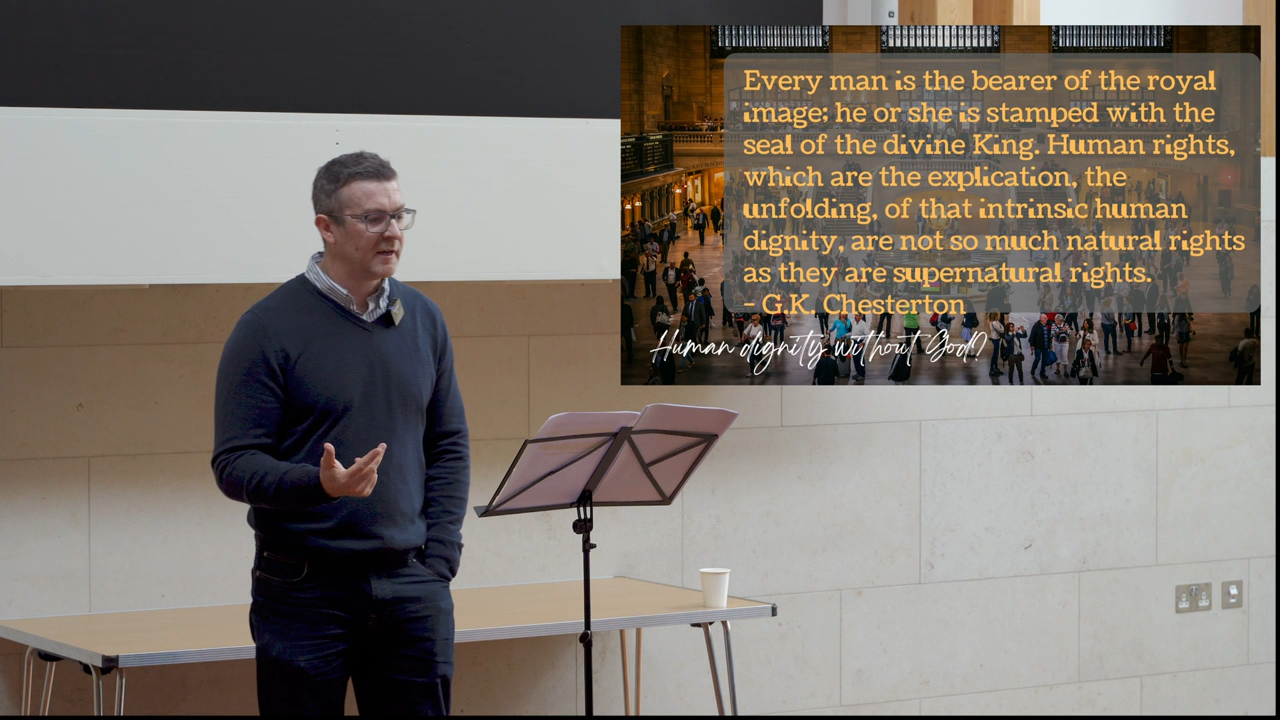 Every man is the bearer of the royal
image; he or she is stamped with the
seal of the divine King. Human rights,
which are the explication, the
unfolding, of that intrinsic human
dignity, are not so much natural rights
as they are supernatural rights.
- G.K. Chesterton
Human dignity without God?